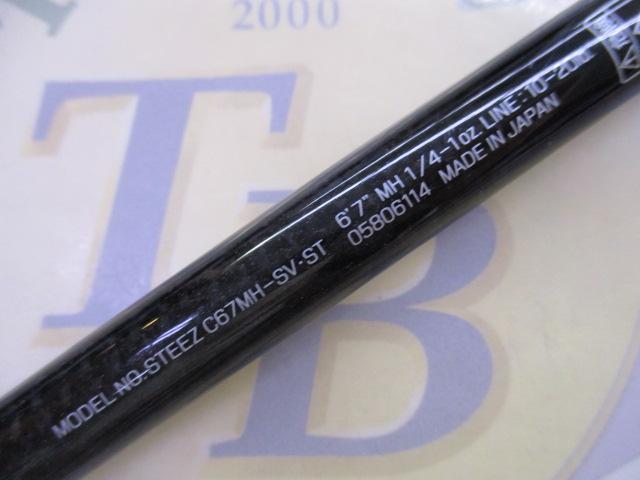 2000
TB
MODEL NO.STEEZ C67MH-SV·ST 6'7" MH 1/4-1oz LINE:10-20lb
05806114 MADE IN JAPAN